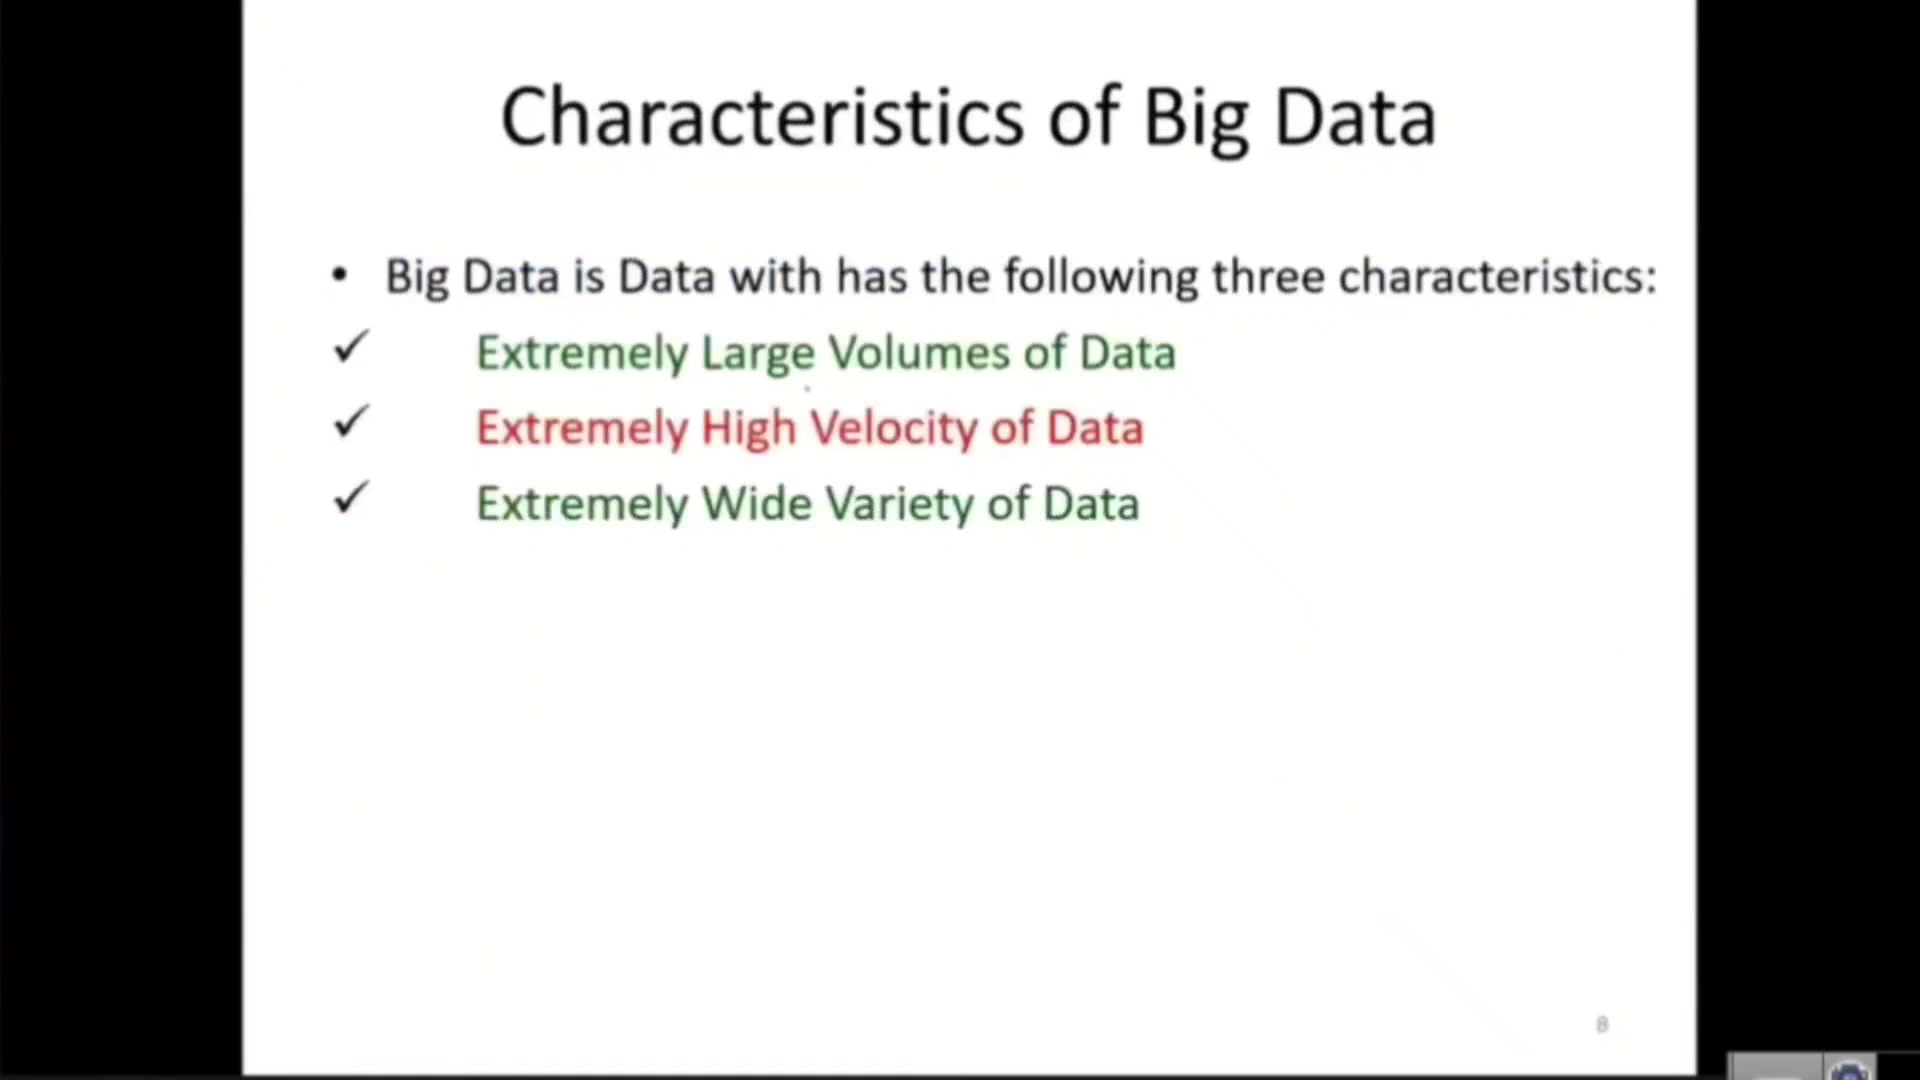 Characteristics of Big Data
• Big Data is Data with has the following three characteristics:
✓ Extremely Large Volumes of Data
✓ Extremely High Velocity of Data
✓ Extremely Wide Variety of Data
8